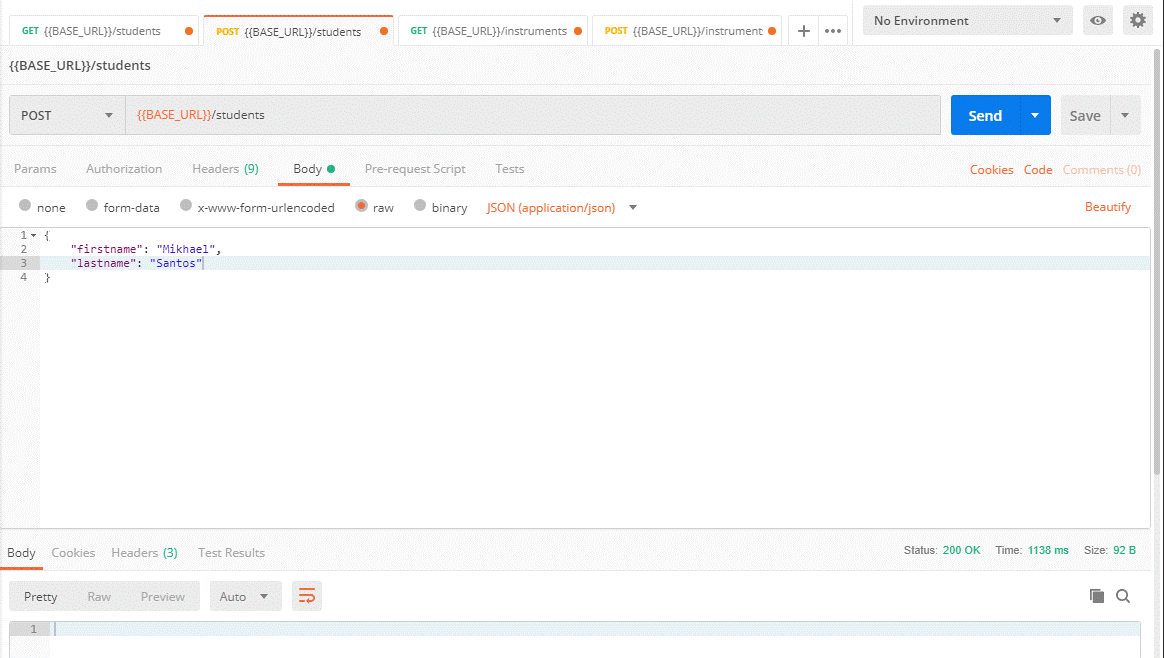 GET {{BASE_URL}}/students POST {{BASE_URL}}/students GET {{BASE_URL}}/instruments POST {{BASE_URL}}/instrument + ••• No Environment
{{BASE_URL}}/students
POST {{BASE_URL}}/students Send Save
Params Authorization Headers (9) Body Pre-request Script Tests Cookies Code Comments (0)
none form-data x-www-form-urlencoded raw binary JSON (application/json) Beautify
1 {
2 "firstname": "Mikhael",
3 "lastname": "Santos"
4 }
Body Cookies Headers (3) Test Results Status: 200 OK Time: 1138 ms Size: 92 B
Pretty Raw Preview Auto
1